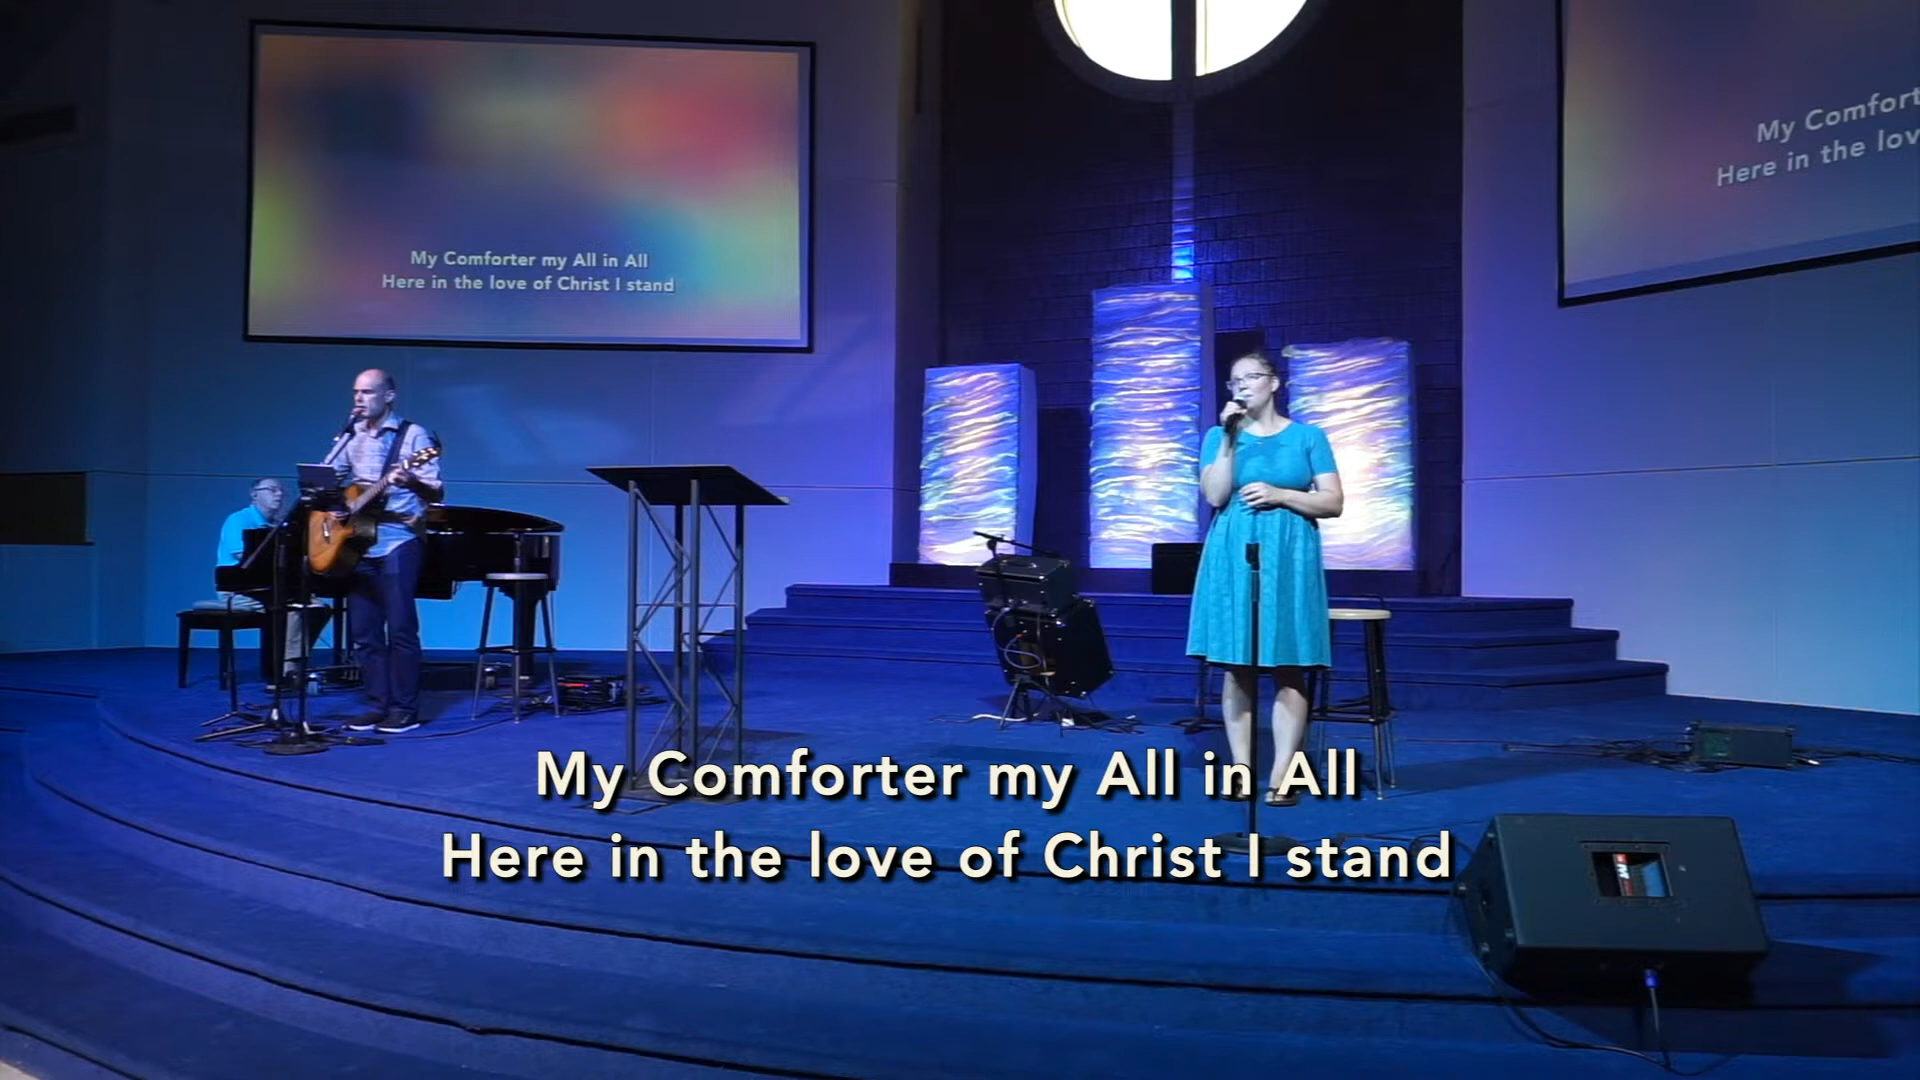 My Comforter my All in All
Here in the love of Christ I stand
My Comfort
Here in the lov
My Comforter my All in All
Here in the love of Christ I stand